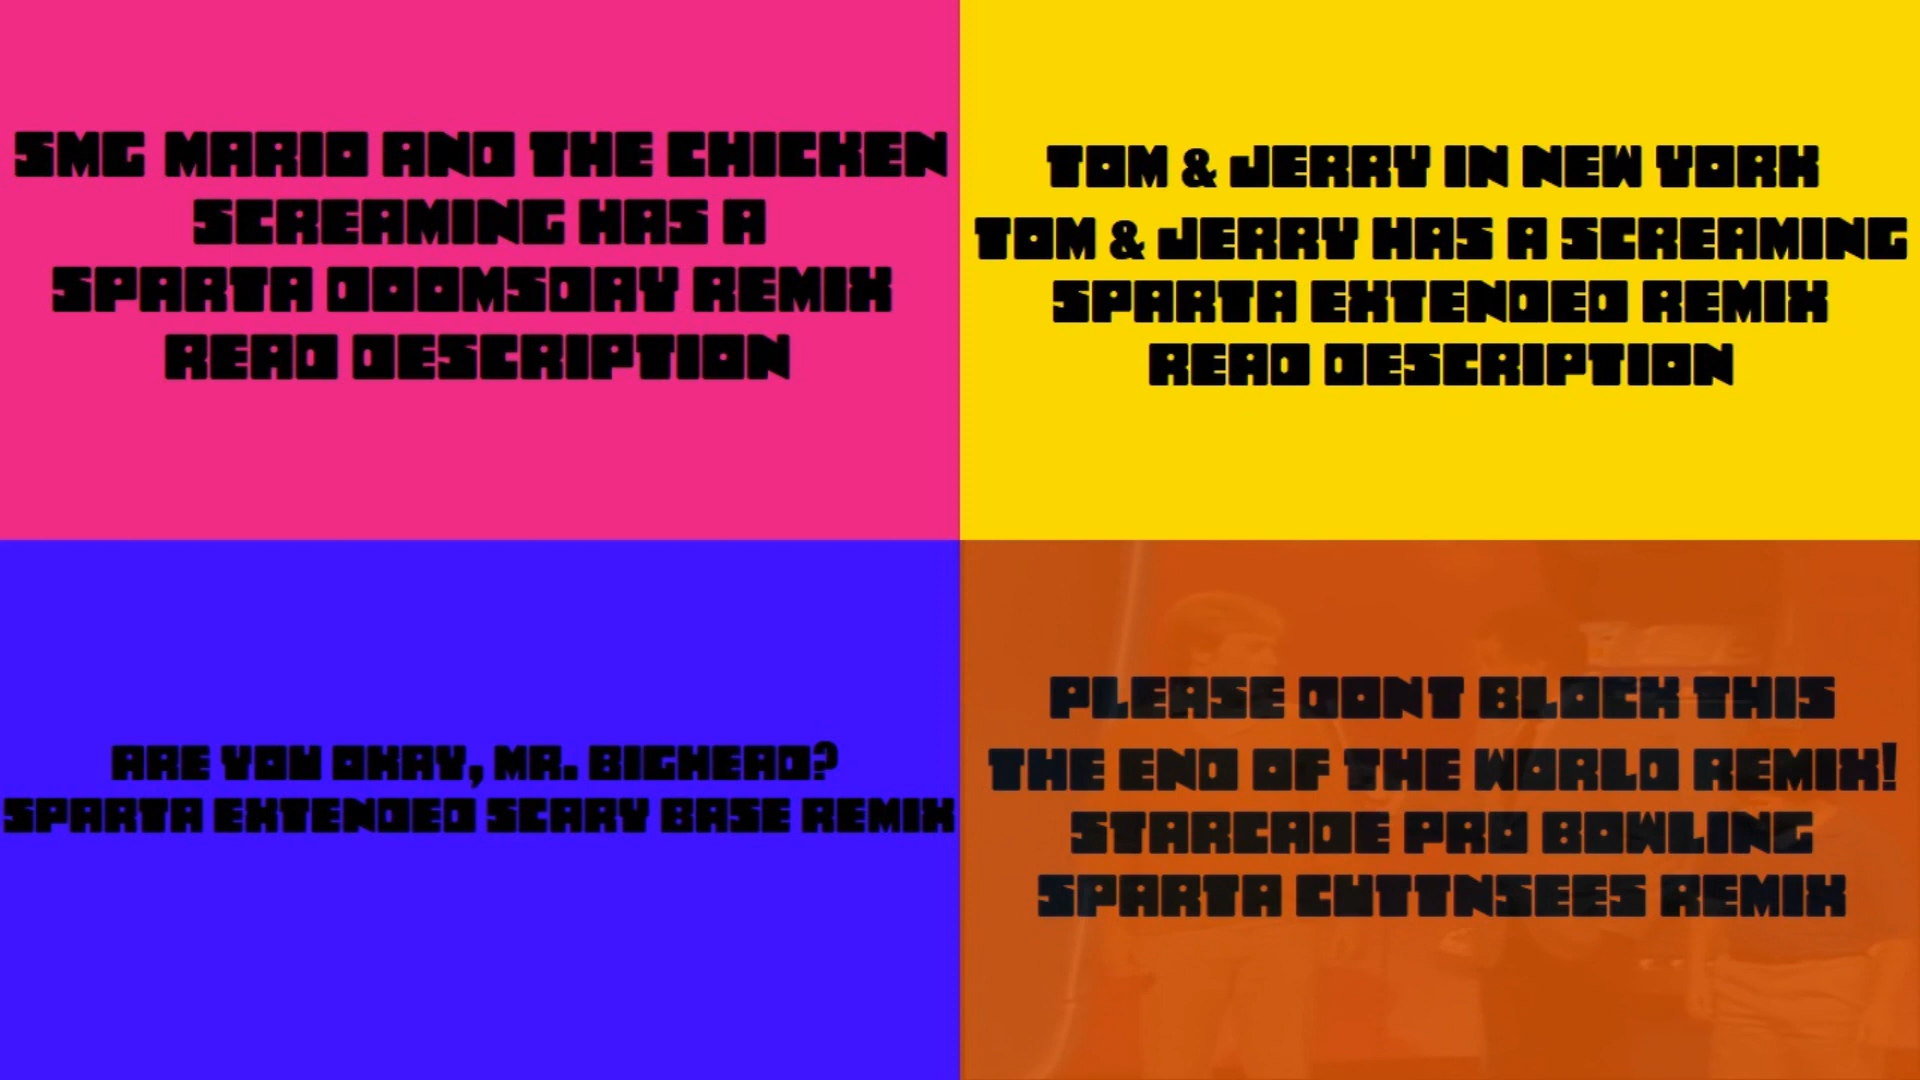 SMG MARIO AND THE CHICKEN
SCREAMING HAS A
SPARTA DOOMSDAY REMIX
READ DESCRIPTION
TOM & JERRY IN NEW YORK
TOM & JERRY HAS A SCREAMING
SPARTA EXTENDED REMIX
READ DESCRIPTION
ARE YOU OKAY, MR. BIGHEAD?
SPARTA EXTENDED SCARY BASE REMIX
PLEASE DONT BLOCK THIS
THE END OF THE WORLD REMIX!
STARCADE PRO BOWLING
SPARTA CUTTNSEES REMIX